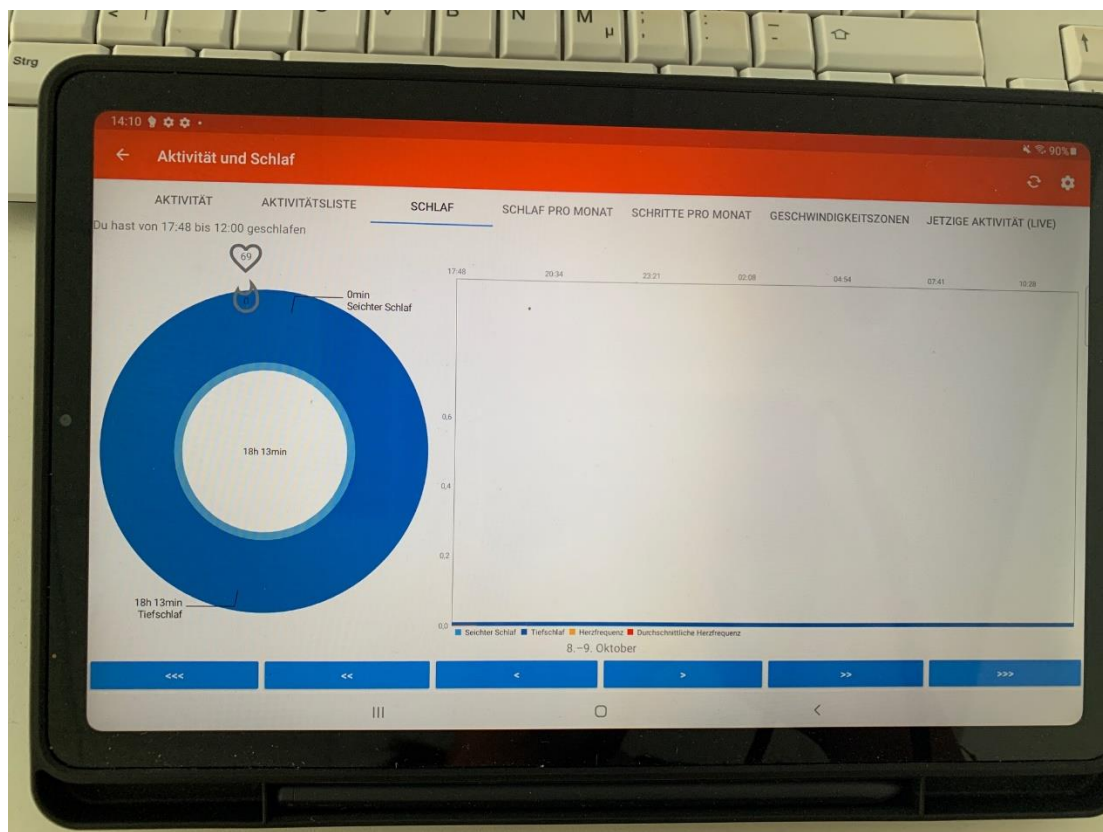 Strg
<
V
B
N
M
µ
;
,
:
.
_
-
14:10
90%
Aktivität und Schlaf
AKTIVITÄT
AKTIVITÄTSLISTE
SCHLAF
SCHLAF PRO MONAT
SCHRITTE PRO MONAT
GESCHWINDIGKEITSZONEN
JETZIGE AKTIVITÄT (LIVE)
Du hast von 17:48 bis 12:00 geschlafen
69
0
0min
Seichter Schlaf
18h 13min
18h 13min
Tiefschlaf
17:48 20:34 23:21 02:08 04:54 07:41 10:28
0,6
0,4
0,2
0,0
Seichter Schlaf Tiefschlaf Herzfrequenz Durchschnittliche Herzfrequenz
8.–9. Oktober
<<< << < > >> >>>